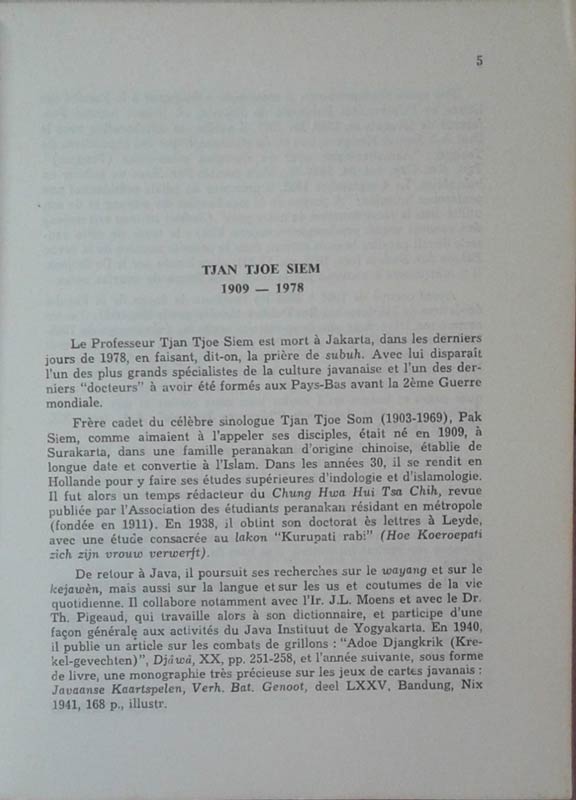 5
TJAN TJOE SIEM
1909 — 1978
Le Professeur Tjan Tjoe Siem est mort à Jakarta, dans les derniers
jours de 1978, en faisant, dit-on, la prière de subuh. Avec lui disparaît
l'un des plus grands spécialistes de la culture javanaise et l'un des der-
niers "docteurs" à avoir été formés aux Pays-Bas avant la 2ème Guerre
mondiale.
Frère cadet du célèbre sinologue Tjan Tjoe Som (1903-1969), Pak
Siem, comme aimaient à l'appeler ses disciples, était né en 1909, à
Surakarta, dans une famille peranakan d'origine chinoise, établie de
longue date et convertie à l'Islam. Dans les années 30, il se rendit en
Hollande pour y faire ses études supérieures d'indologie et d'islamologie.
Il fut alors un temps rédacteur du Chung Hwa Hui Tsa Chih, revue
publiée par l'Association des étudiants peranakan résidant en métropole
(fondée en 1911). En 1938, il obtint son doctorat ès lettres à Leyde,
avec une étude consacrée au lakon "Kurupati rabi" (Hoe Koeroepati
zich zijn vrouw verwerft).
De retour à Java, il poursuit ses recherches sur le wayang et sur le
kejawèn, mais aussi sur la langue et sur les us et coutumes de la vie
quotidienne. Il collabore notamment avec l'Ir. J.L. Moens et avec le Dr.
Th. Pigeaud, qui travaille alors à son dictionnaire, et participe d'une
façon générale aux activités du Java Instituut de Yogyakarta. En 1940,
il publie un article sur les combats de grillons : "Adoe Djangkrik (Kre-
kel-gevechten)", Djåwå, XX, pp. 251-258, et l'année suivante, sous forme
de livre, une monographie très précieuse sur les jeux de cartes javanais :
Javaanse Kaartspelen, Verh. Bat. Genoot, deel LXXV, Bandung, Nix
1941, 168 p., illustr.